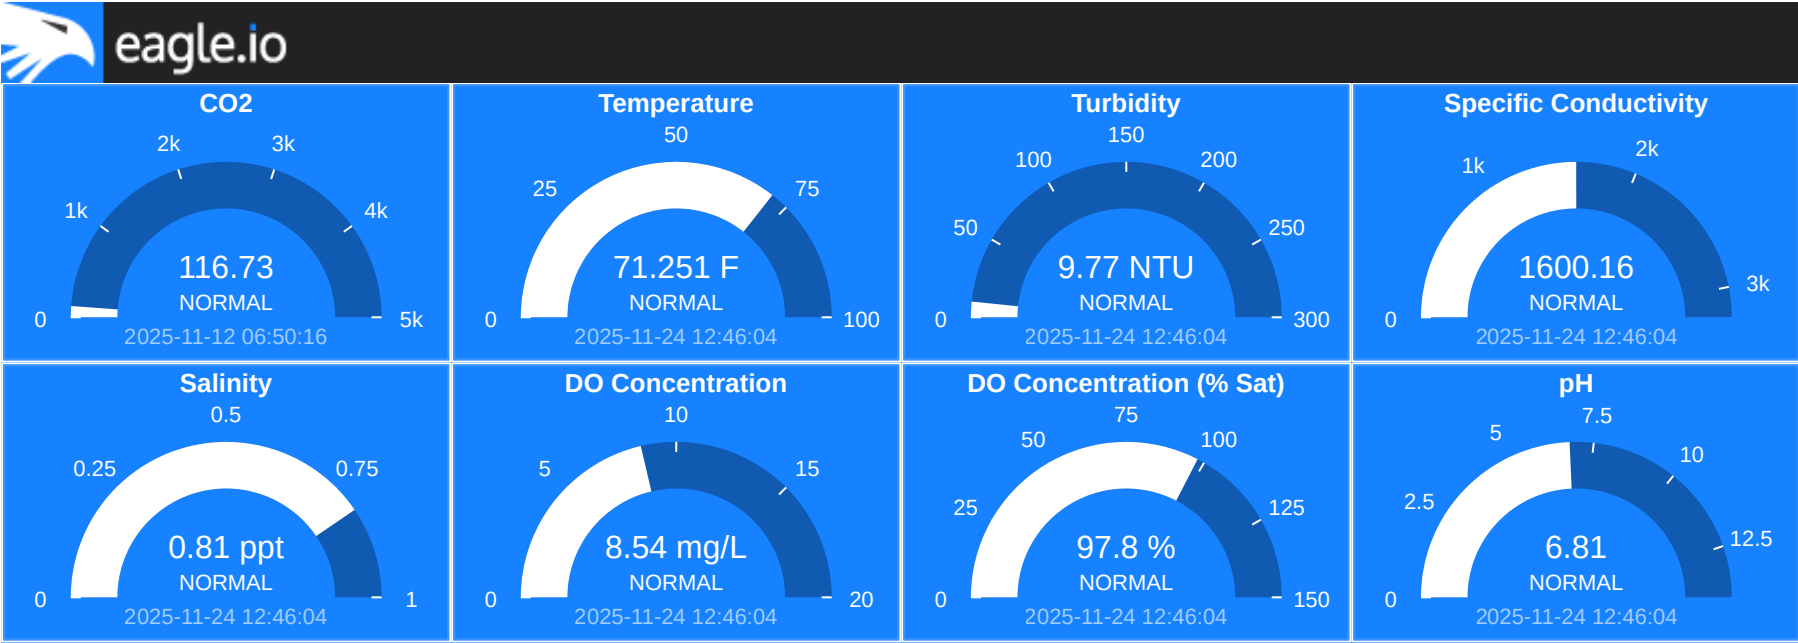 eagle.io
CO2
2k 3k
1k 4k
116.73
NORMAL
0 5k
2025-11-12 06:50:16
Temperature
50
25 75
71.251 F
NORMAL
0 100
2025-11-24 12:46:04
Turbidity
150
100 200
50 250
9.77 NTU
NORMAL
0 300
2025-11-24 12:46:04
Specific Conductivity
2k
1k
1600.16
3k
NORMAL
0
2025-11-24 12:46:04
Salinity
0.5
0.25 0.75
0.81 ppt
NORMAL
0 1
2025-11-24 12:46:04
DO Concentration
10
5 15
8.54 mg/L
NORMAL
0 20
2025-11-24 12:46:04
DO Concentration (% Sat)
75
50 100
25 125
97.8 %
NORMAL
0 150
2025-11-24 12:46:04
pH
7.5
5
10
2.5
12.5
6.81
NORMAL
0
2025-11-24 12:46:04